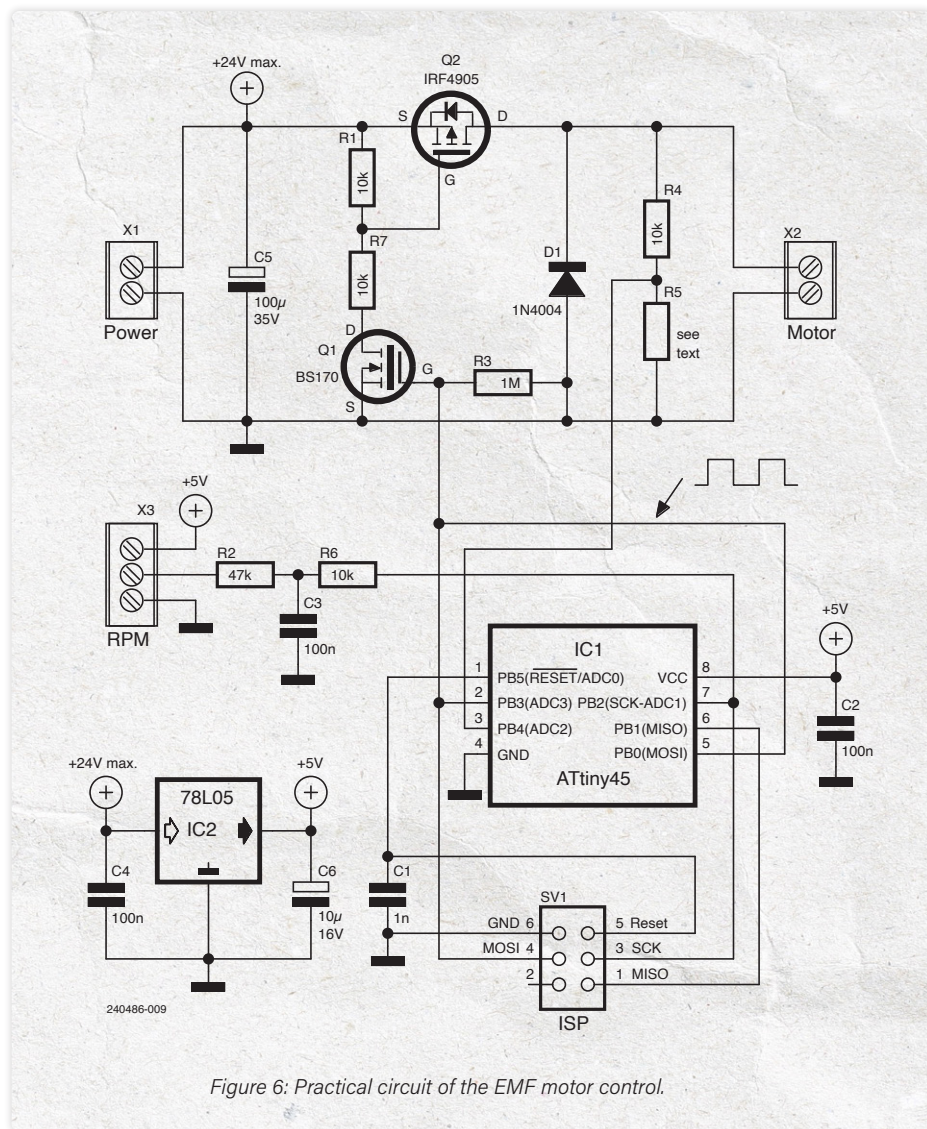 +24V max.
Q2
IRF4905
S
D
G
R1
10k
R7
10k
X1
Power
C5
100µ
35V
D
Q1
BS170
G
S
R3
1M
D1
1N4004
R4
10k
R5
see
text
X2
Motor
X3
+5V
R2
47k
R6
10k
C3
100n
RPM
+5V
IC1
1
PB5(RESET/ADC0)
VCC
8
2
PB3(ADC3)
PB2(SCK-ADC1)
7
3
PB4(ADC2)
PB1(MISO)
6
4
GND
PB0(MOSI)
5
ATtiny45
C2
100n
+24V max.
78L05
IC2
+5V
C4
100n
C6
10µ
16V
C1
1n
SV1
GND 6
5 Reset
MOSI 4
3 SCK
2
1 MISO
ISP
240486-009
Figure 6: Practical circuit of the EMF motor control.